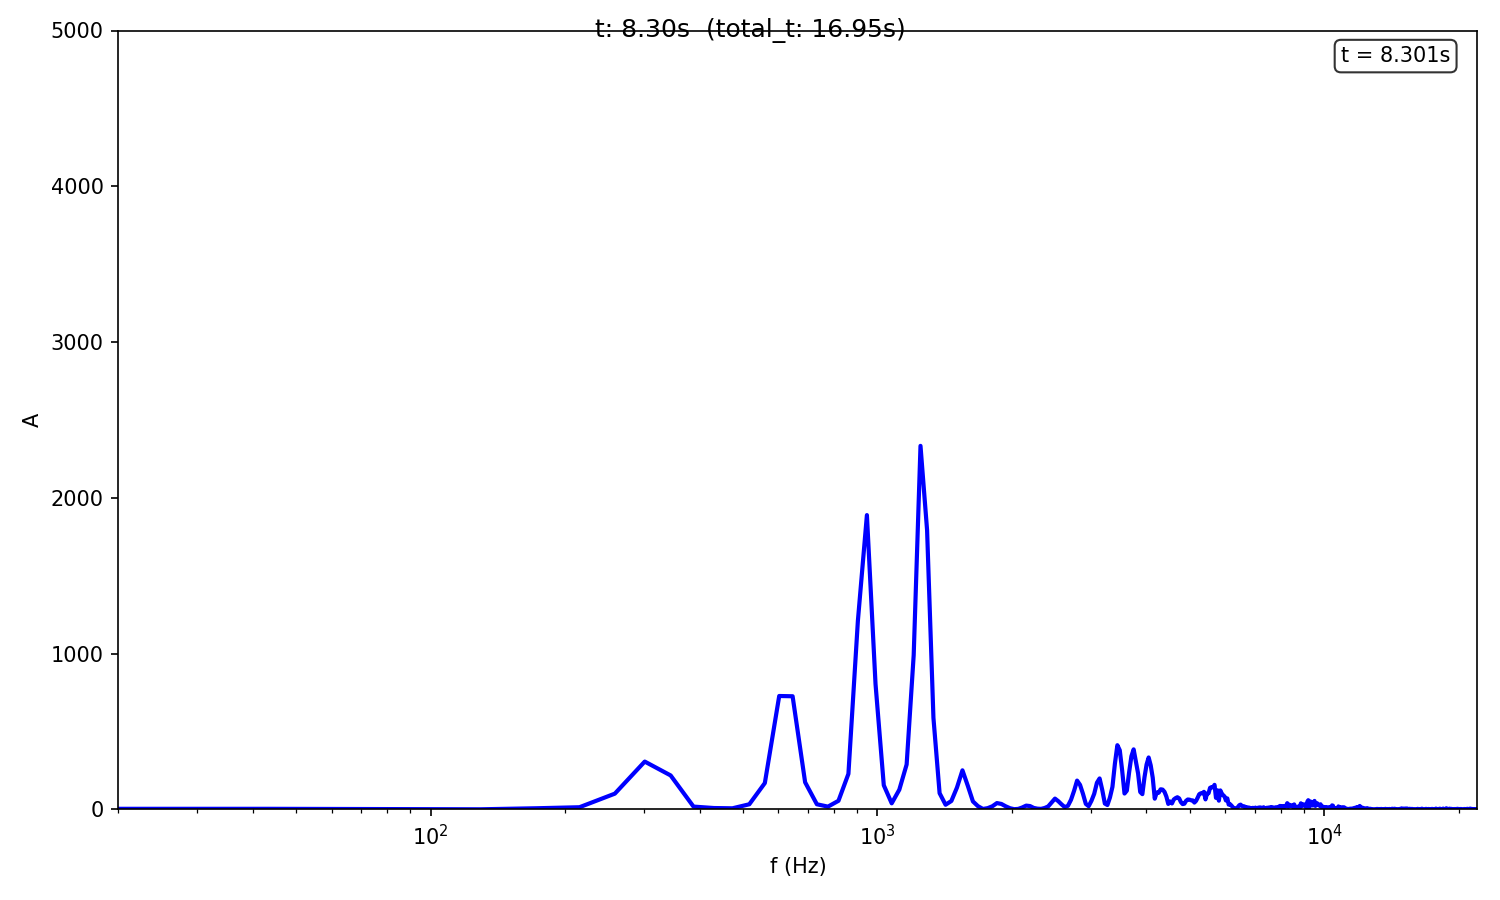 t: 8.30s  (total_t: 16.95s)
t = 8.301s
5000
4000
3000
2000
1000
0
A
10²
10³
10⁴
f (Hz)